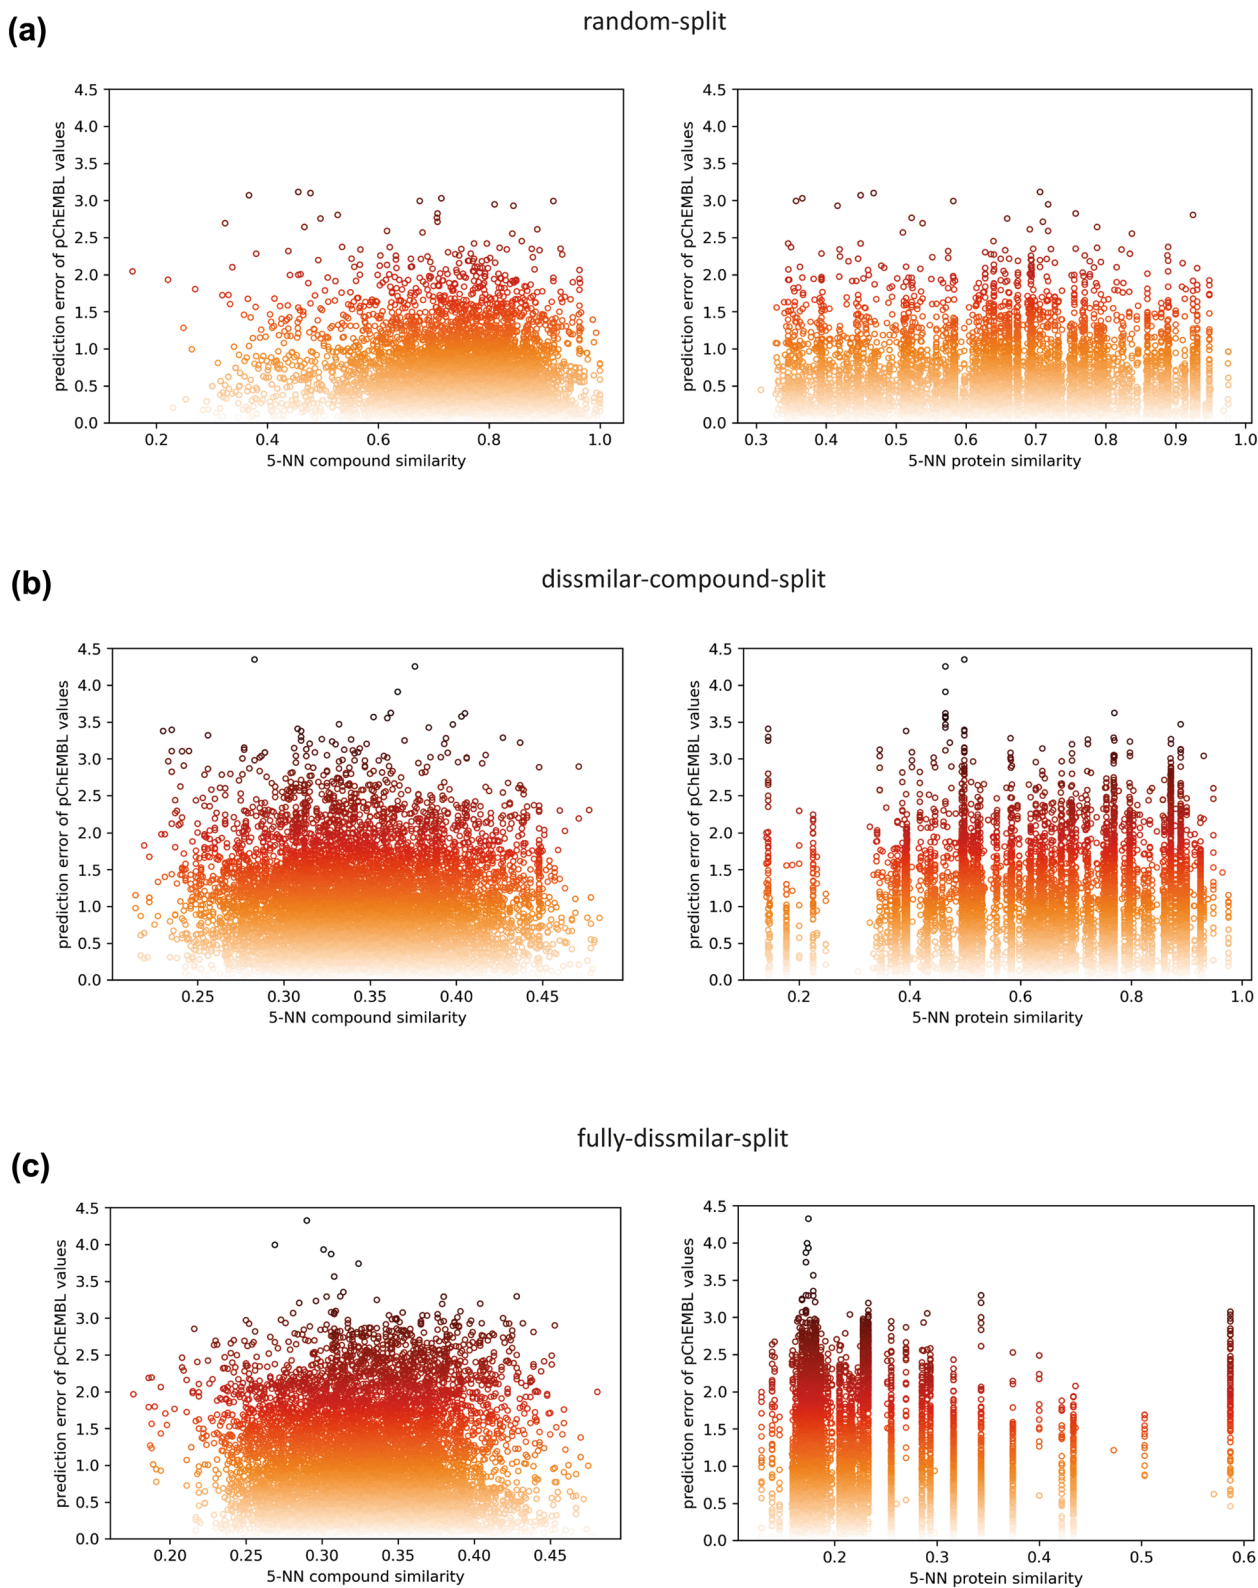 (a)
random-split
4.5
4.0
3.5
3.0
2.5
2.0
1.5
1.0
0.5
0.0
prediction error of pChEMBL values
0.2 0.4 0.6 0.8 1.0
5-NN compound similarity
4.5
4.0
3.5
3.0
2.5
2.0
1.5
1.0
0.5
0.0
prediction error of pChEMBL values
0.3 0.4 0.5 0.6 0.7 0.8 0.9 1.0
5-NN protein similarity
(b)
dissmilar-compound-split
4.5
4.0
3.5
3.0
2.5
2.0
1.5
1.0
0.5
0.0
prediction error of pChEMBL values
0.25 0.30 0.35 0.40 0.45
5-NN compound similarity
4.5
4.0
3.5
3.0
2.5
2.0
1.5
1.0
0.5
0.0
prediction error of pChEMBL values
0.2 0.4 0.6 0.8 1.0
5-NN protein similarity
(c)
fully-dissmilar-split
4.5
4.0
3.5
3.0
2.5
2.0
1.5
1.0
0.5
0.0
prediction error of pChEMBL values
0.20 0.25 0.30 0.35 0.40 0.45
5-NN compound similarity
4.5
4.0
3.5
3.0
2.5
2.0
1.5
1.0
0.5
0.0
prediction error of pChEMBL values
0.2 0.3 0.4 0.5 0.6
5-NN protein similarity